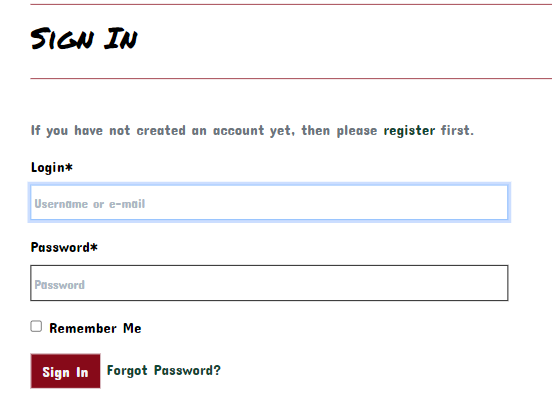 Sign In
If you have not created an account yet, then please register first.
Login*
Username or e-mail
Password*
Password
Remember Me
Sign In Forgot Password?